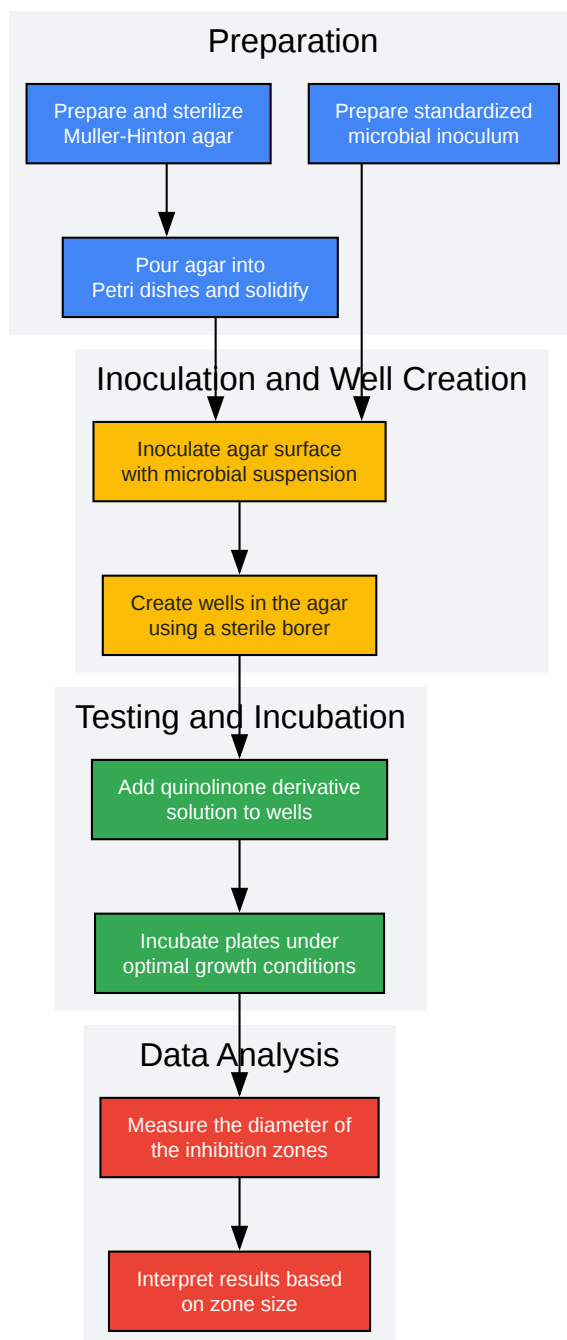 Preparation
Prepare and sterilize
Muller-Hinton agar
Prepare standardized
microbial inoculum
Pour agar into
Petri dishes and solidify
Inoculation and Well Creation
Inoculate agar surface
with microbial suspension
Create wells in the agar
using a sterile borer
Testing and Incubation
Add quinolinone derivative
solution to wells
Incubate plates under
optimal growth conditions
Data Analysis
Measure the diameter of
the inhibition zones
Interpret results based
on zone size